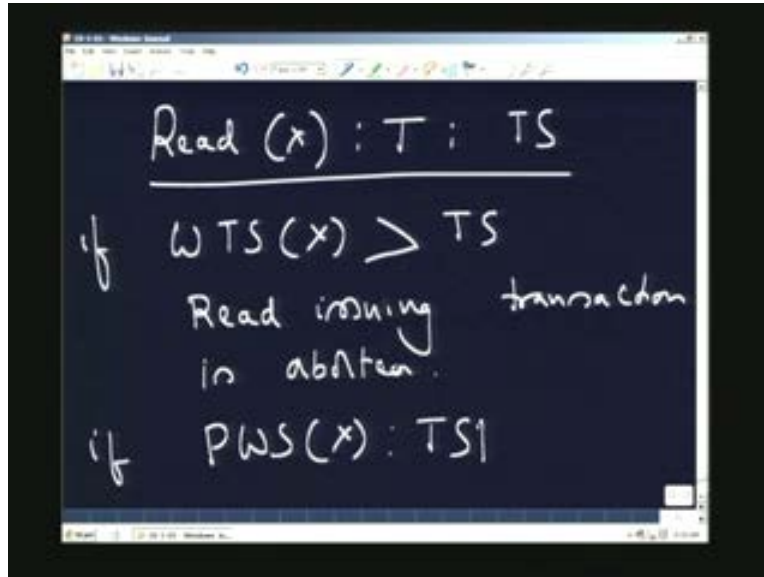 Read (x) : T : TS
if WTS(x) > TS
Read issuing transaction
is aborted.
if PWS(x) : TS1